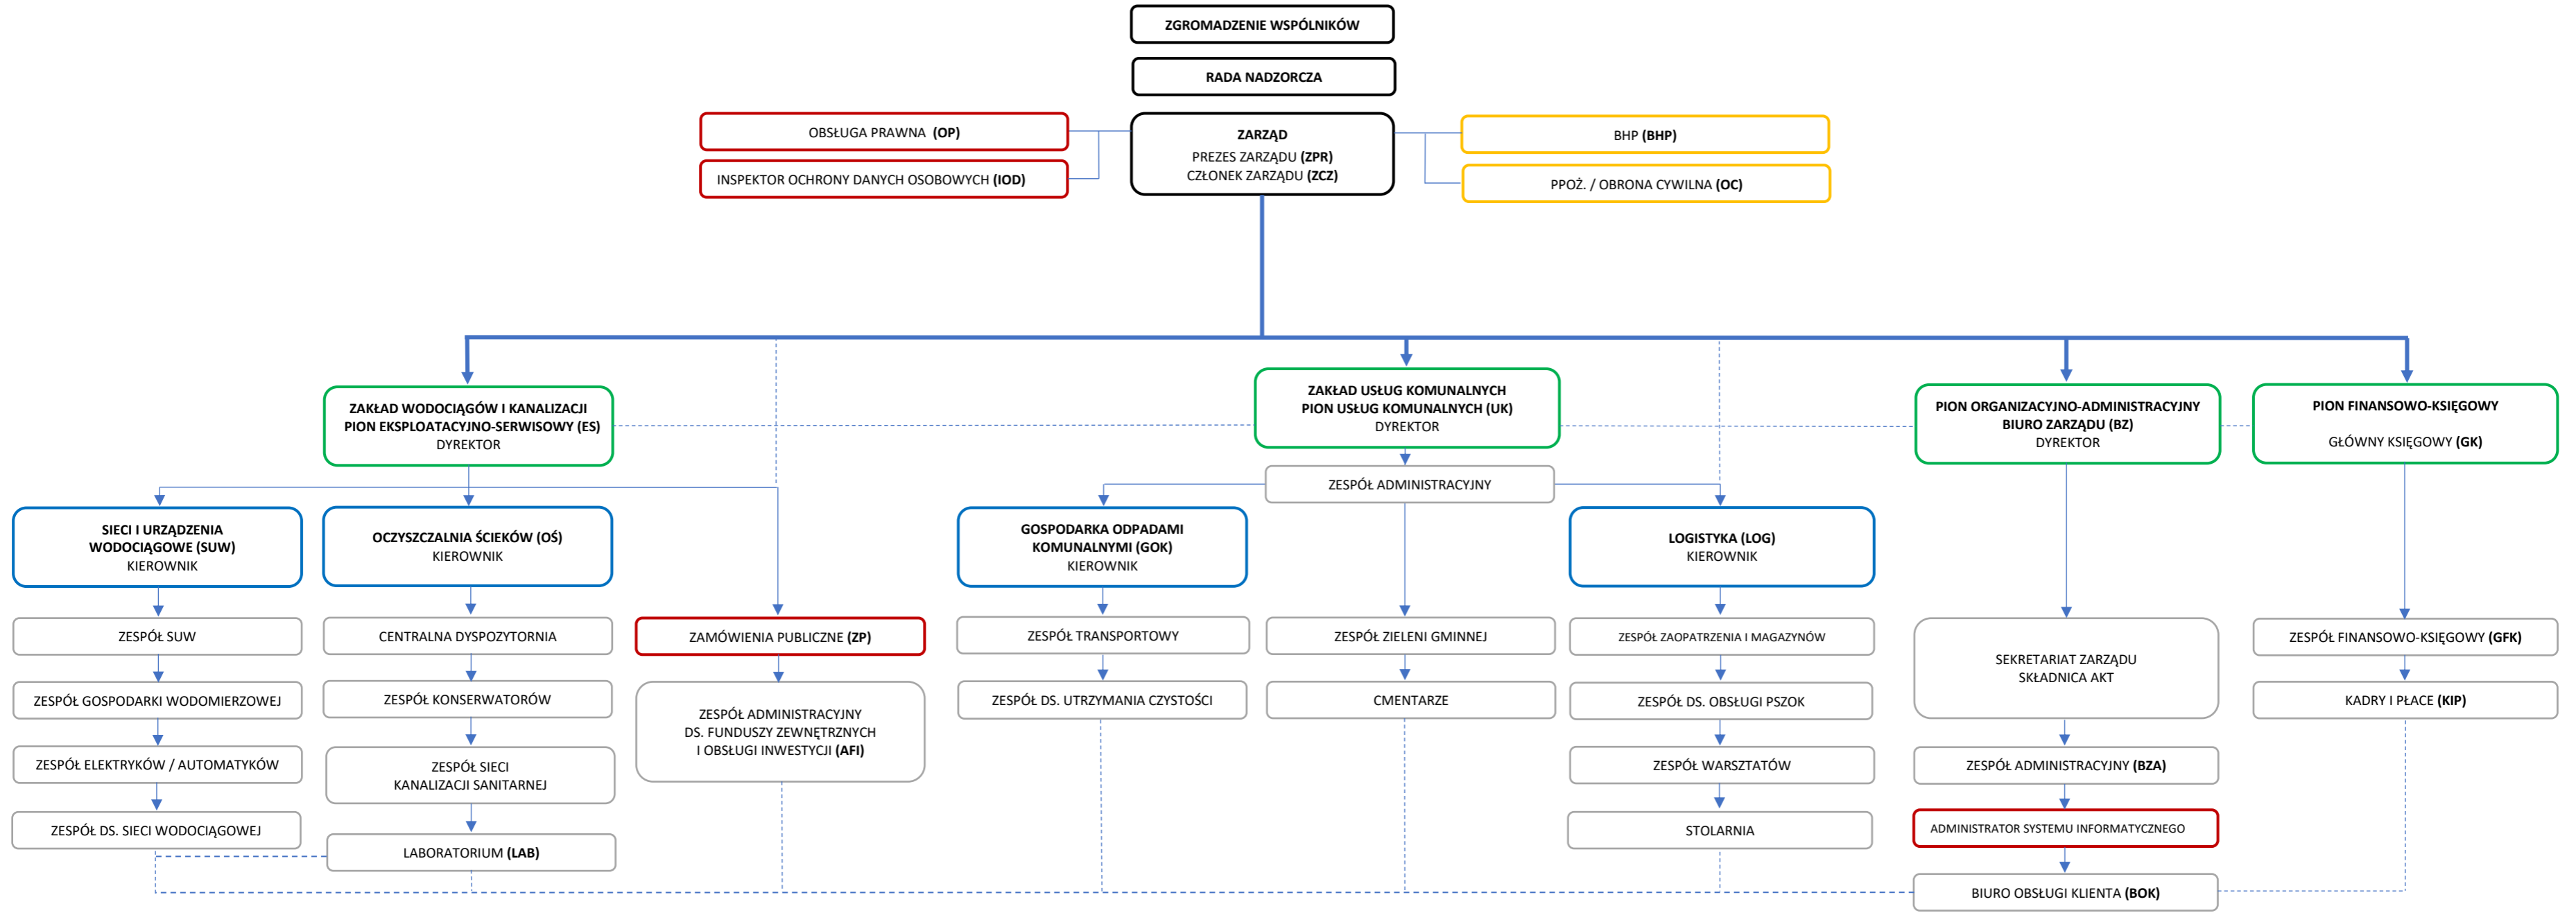 ZGROMADZENIE WSPÓLNIKÓW
RADA NADZORCZA
OBSŁUGA PRAWNA (OP)
INSPEKTOR OCHRONY DANYCH OSOBOWYCH (IOD)
ZARZĄD
PREZES ZARZĄDU (ZPR)
CZŁONEK ZARZĄDU (ZCZ)
BHP (BHP)
PPOŻ. / OBRONA CYWILNA (OC)
ZAKŁAD WODOCIĄGÓW I KANALIZACJI
PION EKSPLOATACYJNO-SERWISOWY (ES)
DYREKTOR
ZAKŁAD USŁUG KOMUNALNYCH
PION USŁUG KOMUNALNYCH (UK)
DYREKTOR
PION ORGANIZACYJNO-ADMINISTRACYJNY
BIURO ZARZĄDU (BZ)
DYREKTOR
PION FINANSOWO-KSIĘGOWY
GŁÓWNY KSIĘGOWY (GK)
ZESPÓŁ ADMINISTRACYJNY
SIECI I URZĄDZENIA
WODOCIĄGOWE (SUW)
KIEROWNIK
OCZYSZCZALNIA ŚCIEKÓW (OŚ)
KIEROWNIK
GOSPODARKA ODPADAMI
KOMUNALNYMI (GOK)
KIEROWNIK
LOGISTYKA (LOG)
KIEROWNIK
ZESPÓŁ SUW
ZESPÓŁ GOSPODARKI WODOMIERZOWEJ
ZESPÓŁ ELEKTRYKÓW / AUTOMATYKÓW
ZESPÓŁ DS. SIECI WODOCIĄGOWEJ
CENTRALNA DYSPOZYTORNIA
ZESPÓŁ KONSERWATORÓW
ZESPÓŁ SIECI
KANALIZACJI SANITARNEJ
LABORATORIUM (LAB)
ZAMÓWIENIA PUBLICZNE (ZP)
ZESPÓŁ ADMINISTRACYJNY
DS. FUNDUSZY ZEWNĘTRZNYCH
I OBSŁUGI INWESTYCJI (AFI)
ZESPÓŁ TRANSPORTOWY
ZESPÓŁ DS. UTRZYMANIA CZYSTOŚCI
ZESPÓŁ ZIELENI GMINNEJ
CMENTARZE
ZESPÓŁ ZAOPATRZENIA I MAGAZYNÓW
ZESPÓŁ DS. OBSŁUGI PSZOK
ZESPÓŁ WARSZTATÓW
STOLARNIA
SEKRETARIAT ZARZĄDU
SKŁADNICA AKT
ZESPÓŁ ADMINISTRACYJNY (BZA)
ADMINISTRATOR SYSTEMU INFORMATYCZNEGO
BIURO OBSŁUGI KLIENTA (BOK)
ZESPÓŁ FINANSOWO-KSIĘGOWY (GFK)
KADRY I PŁACE (KIP)